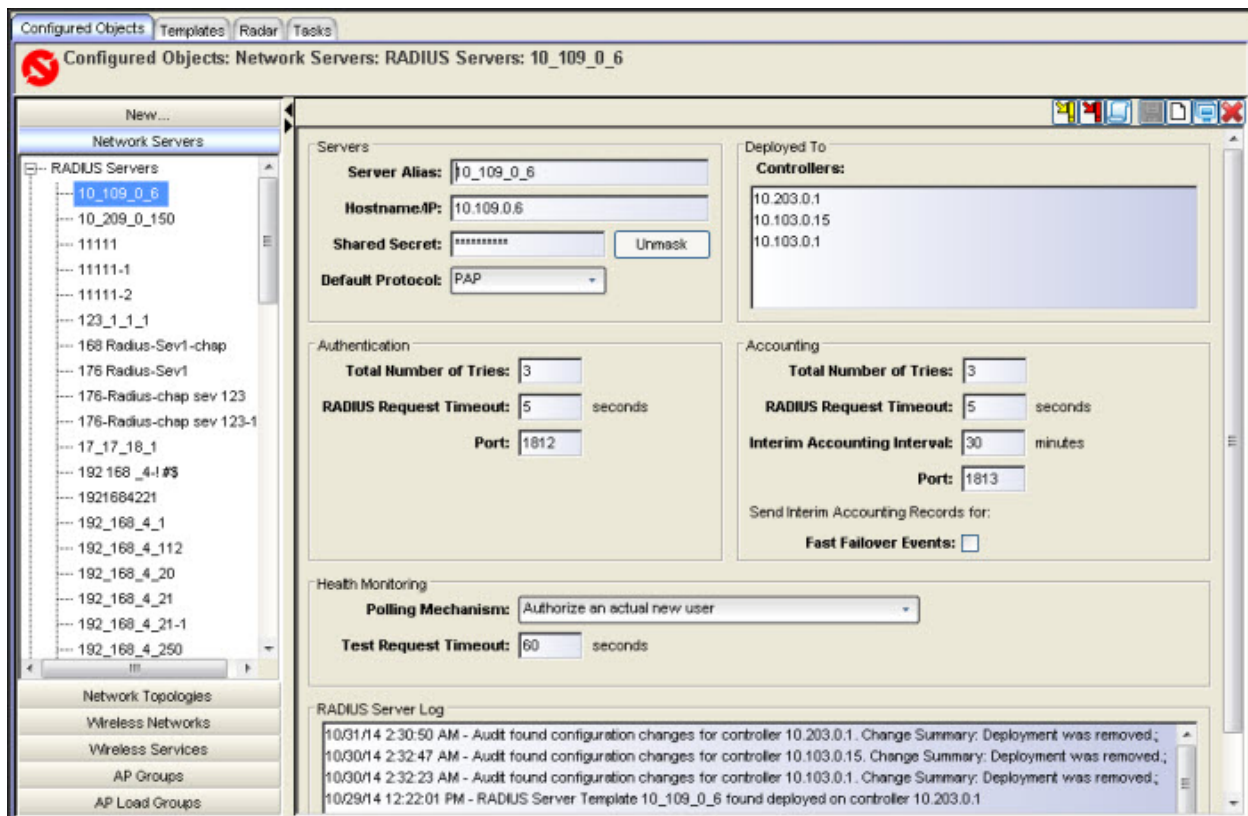 Configured Objects Templates Radar Tasks
Configured Objects: Network Servers: RADIUS Servers: 10_109_0_6
New...
Network Servers
RADIUS Servers
10_109_0_6
10_209_0_150
11111
11111-1
11111-2
123_1_1_1
168 Radius-Sev1-chap
176 Radius-Sev1
176-Radius-chap sev 123
176-Radius-chap sev 123-1
17_17_18_1
192 168 _4-! #$
1921684221
192_168_4_1
192_168_4_112
192_168_4_20
192_168_4_21
192_168_4_21-1
192_168_4_250
Network Topologies
Wireless Networks
Wireless Services
AP Groups
AP Load Groups
Servers
Server Alias: 10_109_0_6
Hostname/IP: 10.109.0.6
Shared Secret: ********** Unmask
Default Protocol: PAP
Deployed To
Controllers:
10.203.0.1
10.103.0.15
10.103.0.1
Authentication
Total Number of Tries: 3
RADIUS Request Timeout: 5 seconds
Port: 1812
Accounting
Total Number of Tries: 3
RADIUS Request Timeout: 5 seconds
Interim Accounting Interval: 30 minutes
Port: 1813
Send Interim Accounting Records for:
Fast Failover Events:
Health Monitoring
Polling Mechanism: Authorize an actual new user
Test Request Timeout: 60 seconds
RADIUS Server Log
10/31/14 2:30:50 AM - Audit found configuration changes for controller 10.203.0.1. Change Summary: Deployment was removed.;
10/30/14 2:32:47 AM - Audit found configuration changes for controller 10.103.0.15. Change Summary: Deployment was removed.;
10/30/14 2:32:23 AM - Audit found configuration changes for controller 10.103.0.1. Change Summary: Deployment was removed.;
10/29/14 12:22:01 PM - RADIUS Server Template 10_109_0_6 found deployed on controller 10.203.0.1